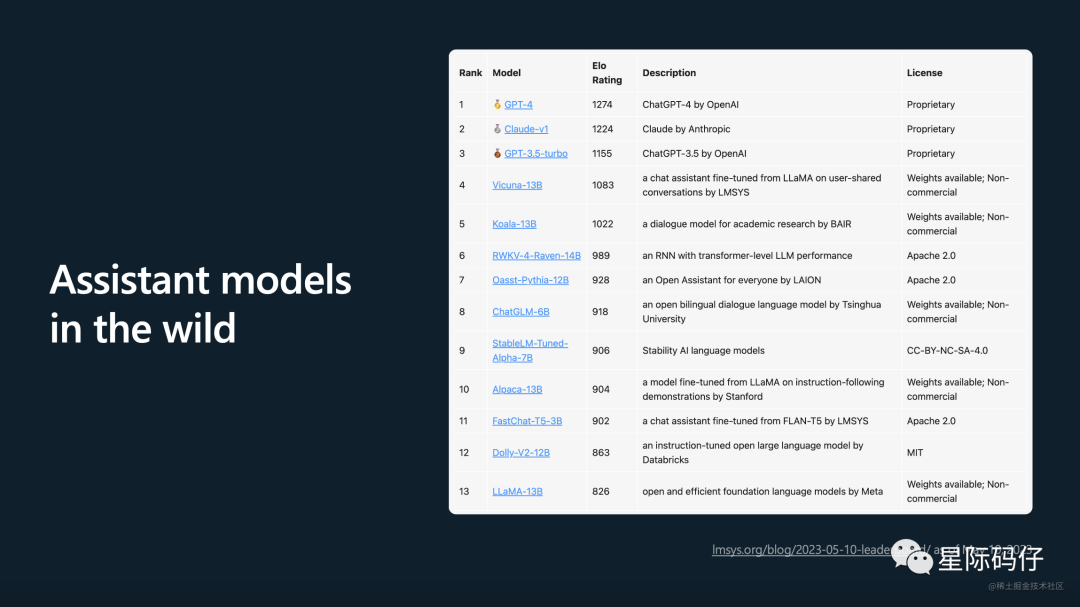 Assistant models
in the wild
Rank Model Elo Rating Description License
1 🥇 GPT-4 1274 ChatGPT-4 by OpenAI Proprietary
2 🥈 Claude-v1 1224 Claude by Anthropic Proprietary
3 🥉 GPT-3.5-turbo 1155 ChatGPT-3.5 by OpenAI Proprietary
4 Vicuna-13B 1083 a chat assistant fine-tuned from LLaMA on user-shared conversations by LMSYS Weights available; Non-commercial
5 Koala-13B 1022 a dialogue model for academic research by BAIR Weights available; Non-commercial
6 RWKV-4-Raven-14B 989 an RNN with transformer-level LLM performance Apache 2.0
7 Oasst-Pythia-12B 928 an Open Assistant for everyone by LAION Apache 2.0
8 ChatGLM-6B 918 an open bilingual dialogue language model by Tsinghua University Weights available; Non-commercial
9 StableLM-Tuned-Alpha-7B 906 Stability AI language models CC-BY-NC-SA-4.0
10 Alpaca-13B 904 a model fine-tuned from LLaMA on instruction-following demonstrations by Stanford Weights available; Non-commercial
11 FastChat-T5-3B 902 a chat assistant fine-tuned from FLAN-T5 by LMSYS Apache 2.0
12 Dolly-V2-12B 863 an instruction-tuned open large language model by Databricks MIT
13 LLaMA-13B 826 open and efficient foundation language models by Meta Weights available; Non-commercial
lmsys.org/blog/2023-05-10-leade
星际码仔
@稀土掘金技术社区